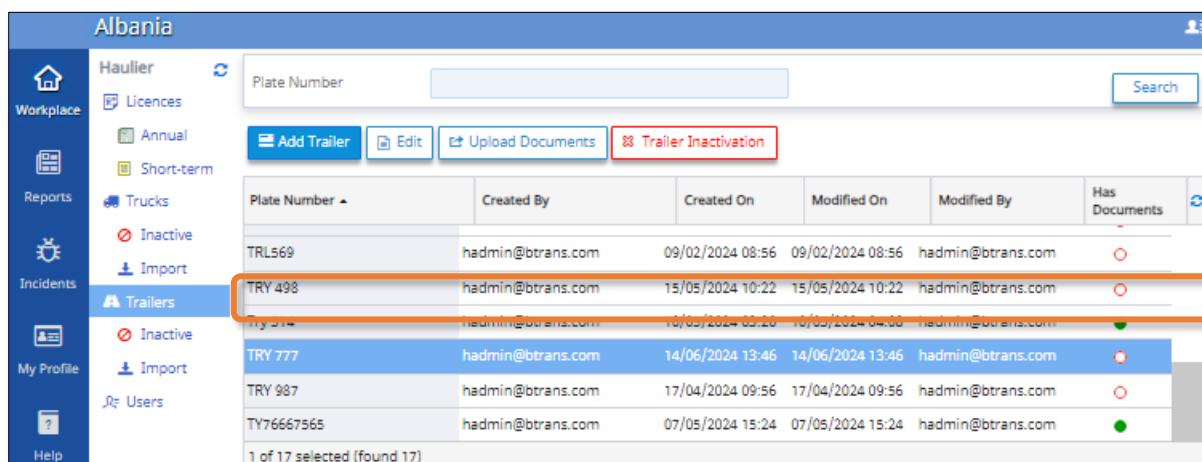 Albania
Workplace
Reports
Incidents
My Profile
Help
Haulier
Licences
Annual
Short-term
Trucks
Inactive
Import
Trailers
Inactive
Import
Users
Plate Number
Search
Add Trailer Edit Upload Documents Trailer Inactivation
Plate Number Created By Created On Modified On Modified By Has Documents
TRL569 hadmin@btrans.com 09/02/2024 08:56 09/02/2024 08:56 hadmin@btrans.com
TRY 498 hadmin@btrans.com 15/05/2024 10:22 15/05/2024 10:22 hadmin@btrans.com
TRY 777 hadmin@btrans.com 14/06/2024 13:46 14/06/2024 13:46 hadmin@btrans.com
TRY 987 hadmin@btrans.com 17/04/2024 09:56 17/04/2024 09:56 hadmin@btrans.com
TY76667565 hadmin@btrans.com 07/05/2024 15:24 07/05/2024 15:24 hadmin@btrans.com
1 of 17 selected (found 17)